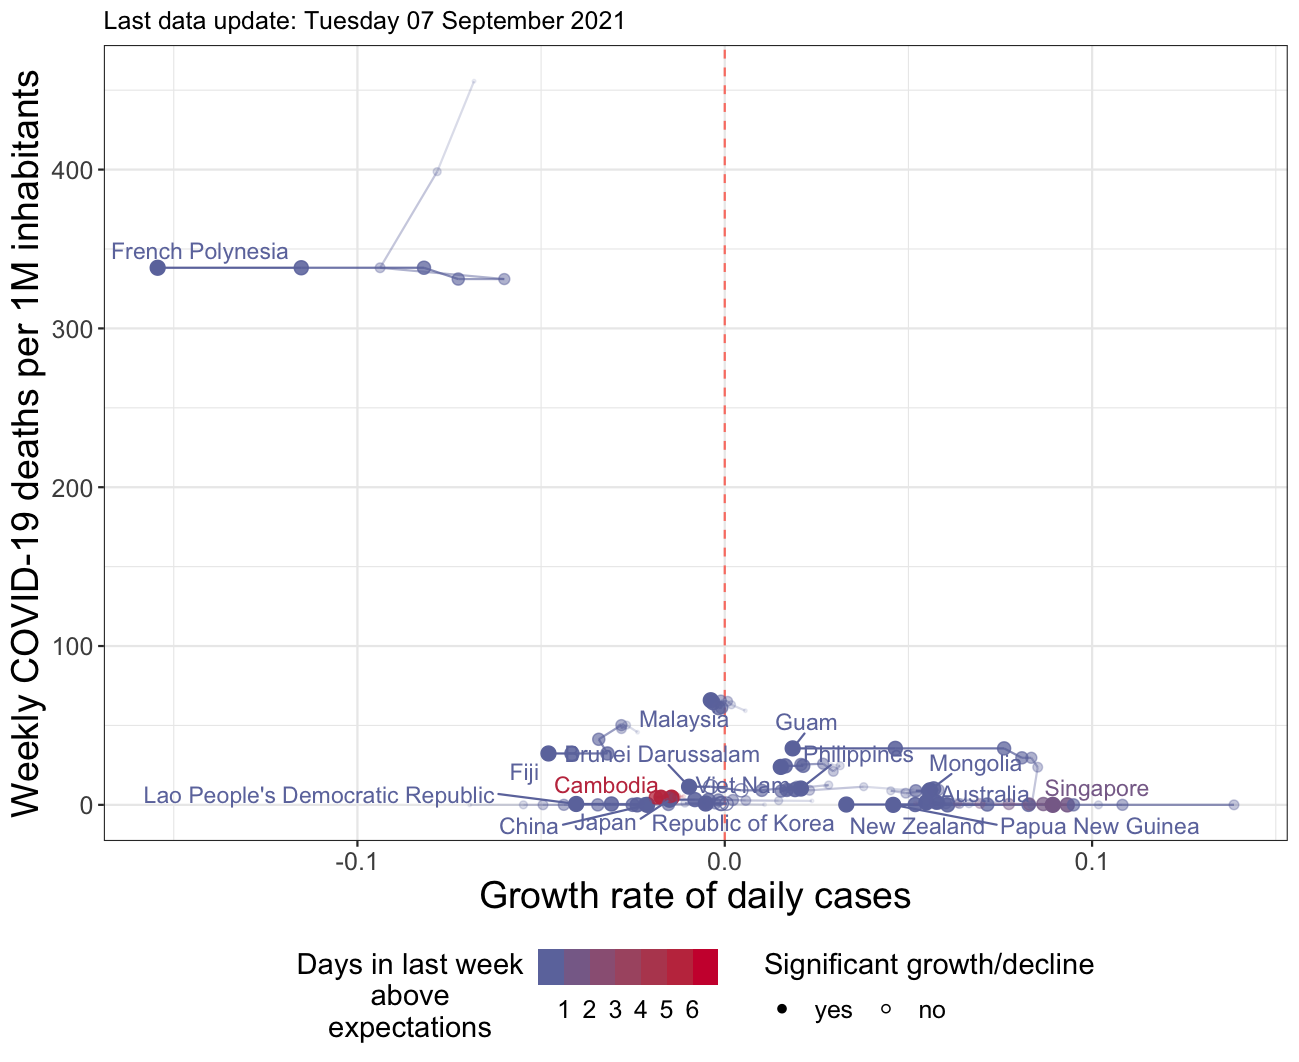 Last data update: Tuesday 07 September 2021
Weekly COVID-19 deaths per 1M inhabitants
400
300
200
100
0
French Polynesia
Malaysia
Guam
Brunei Darussalam
Philippines
Fiji
Mongolia
Cambodia
Viet Nam
Singapore
Lao People's Democratic Republic
Australia
China
Japan
Republic of Korea
New Zealand
Papua New Guinea
-0.1
0.0
0.1
Growth rate of daily cases
Days in last week
above
expectations
1 2 3 4 5 6
Significant growth/decline
yes
no